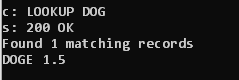 c: LOOKUP DOG
s: 200 OK
Found 1 matching records
DOGE 1.5